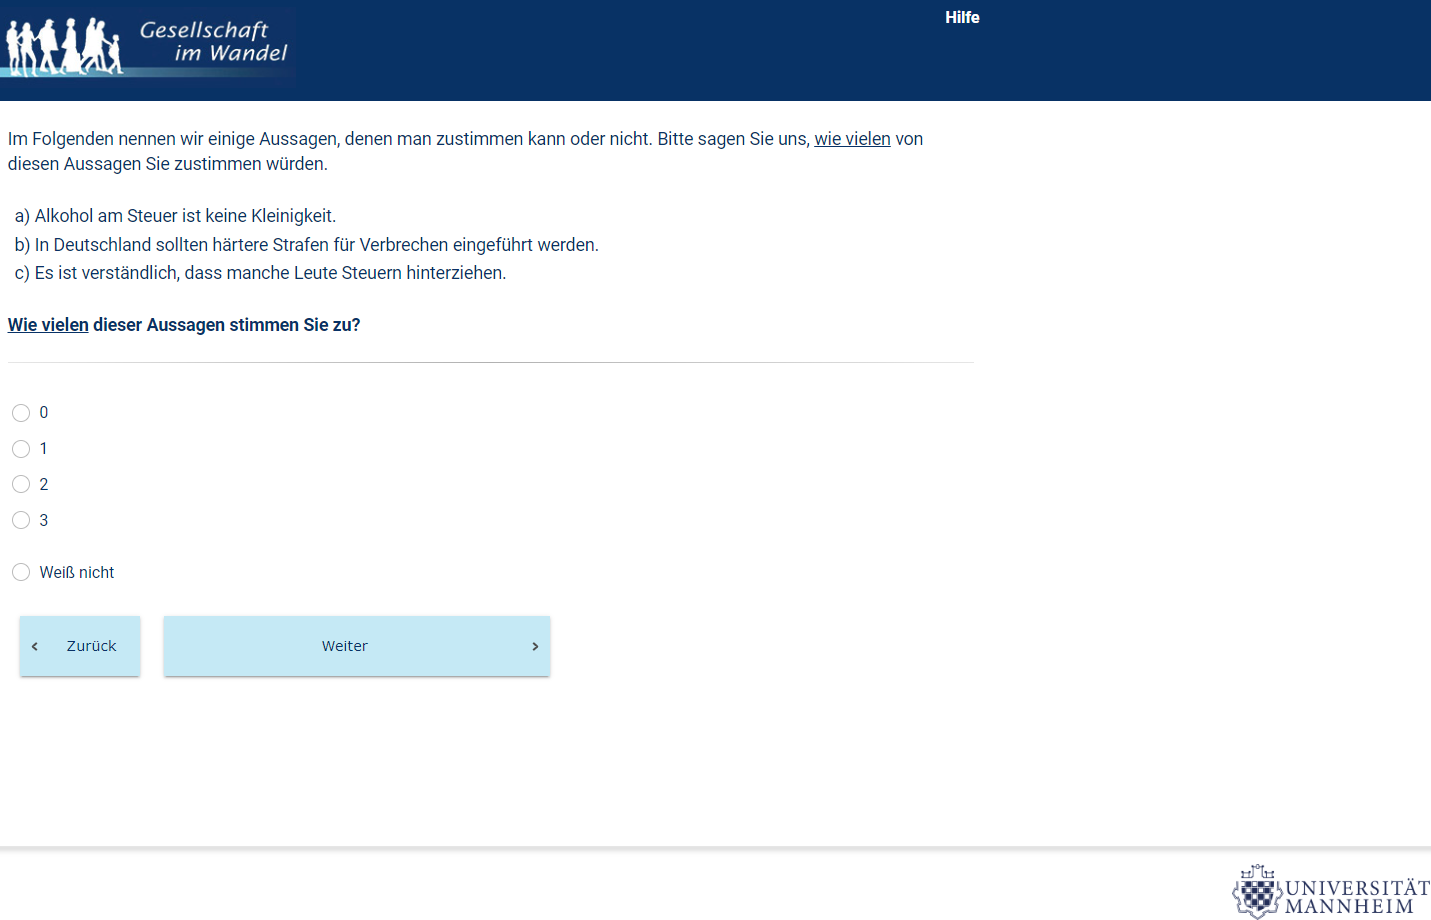 Gesellschaft
im Wandel
Hilfe
Im Folgenden nennen wir einige Aussagen, denen man zustimmen kann oder nicht. Bitte sagen Sie uns, wie vielen von
diesen Aussagen Sie zustimmen würden.
a) Alkohol am Steuer ist keine Kleinigkeit.
b) In Deutschland sollten härtere Strafen für Verbrechen eingeführt werden.
c) Es ist verständlich, dass manche Leute Steuern hinterziehen.
Wie vielen dieser Aussagen stimmen Sie zu?
0
1
2
3
Weiß nicht
‹ Zurück Weiter ›
UNIVERSITÄT
MANNHEIM